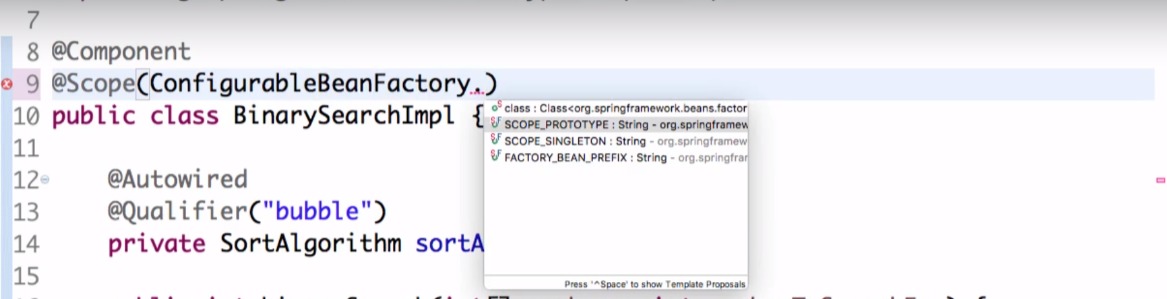 7
8 @Component
9 @Scope(ConfigurableBeanFactory.)
class : Class<org.springframework.beans.factor
10 public class BinarySearchImpl {
SCOPE_PROTOTYPE : String - org.springframew
SCOPE_SINGLETON : String - org.springframew
11
FACTORY_BEAN_PREFIX : String - org.springfrar
12 @Autowired
13 @Qualifier("bubble")
14 private SortAlgorithm sortA
15
Press '^Space' to show Template Proposals